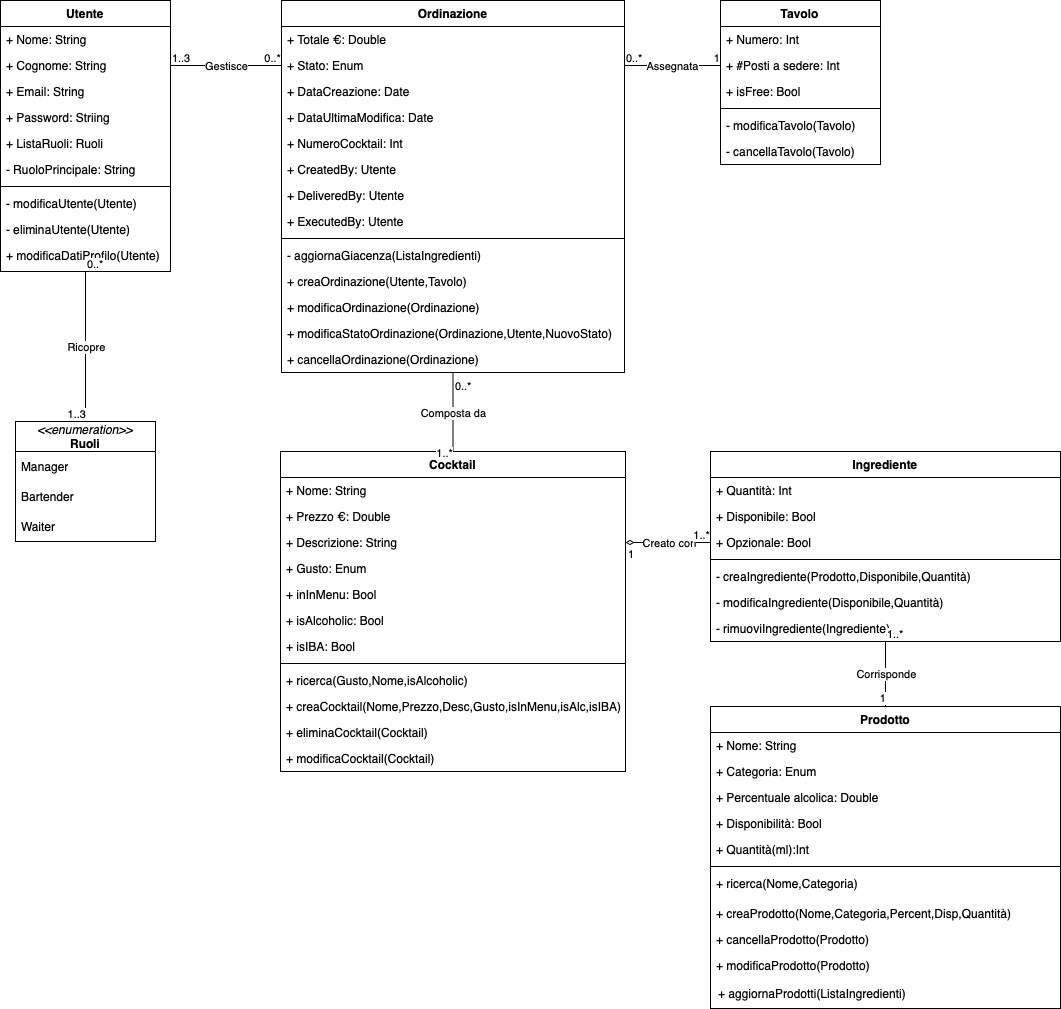 Utente
+ Nome: String
+ Cognome: String
+ Email: String
+ Password: Striing
+ ListaRuoli: Ruoli
- RuoloPrincipale: String
- modificaUtente(Utente)
- eliminaUtente(Utente)
+ modificaDatiProfilo(Utente)
0..*
Ricopre
1..3
<<enumeration>>
Ruoli
Manager
Bartender
Waiter
1..3
Gestisce
0..*
Ordinazione
+ Totale €: Double
+ Stato: Enum
+ DataCreazione: Date
+ DataUltimaModifica: Date
+ NumeroCocktail: Int
+ CreatedBy: Utente
+ DeliveredBy: Utente
+ ExecutedBy: Utente
- aggiornaGiacenza(ListaIngredienti)
+ creaOrdinazione(Utente,Tavolo)
+ modificaOrdinazione(Ordinazione)
+ modificaStatoOrdinazione(Ordinazione,Utente,NuovoStato)
+ cancellaOrdinazione(Ordinazione)
0..*
Assegnata
1
Tavolo
+ Numero: Int
+ #Posti a sedere: Int
+ isFree: Bool
- modificaTavolo(Tavolo)
- cancellaTavolo(Tavolo)
0..*
Composta da
1..*
Cocktail
+ Nome: String
+ Prezzo €: Double
+ Descrizione: String
+ Gusto: Enum
+ inInMenu: Bool
+ isAlcoholic: Bool
+ isIBA: Bool
+ ricerca(Gusto,Nome,isAlcoholic)
+ creaCocktail(Nome,Prezzo,Desc,Gusto,isInMenu,isAlc,isIBA)
+ eliminaCocktail(Cocktail)
+ modificaCocktail(Cocktail)
1
Creato con
1..*
Ingrediente
+ Quantità: Int
+ Disponibile: Bool
+ Opzionale: Bool
- creaIngrediente(Prodotto,Disponibile,Quantità)
- modificaIngrediente(Disponibile,Quantità)
- rimuoviIngrediente(Ingrediente)
1..*
Corrisponde
1
Prodotto
+ Nome: String
+ Categoria: Enum
+ Percentuale alcolica: Double
+ Disponibilità: Bool
+ Quantità(ml):Int
+ ricerca(Nome,Categoria)
+ creaProdotto(Nome,Categoria,Percent,Disp,Quantità)
+ cancellaProdotto(Prodotto)
+ modificaProdotto(Prodotto)
+ aggiornaProdotti(ListaIngredienti)